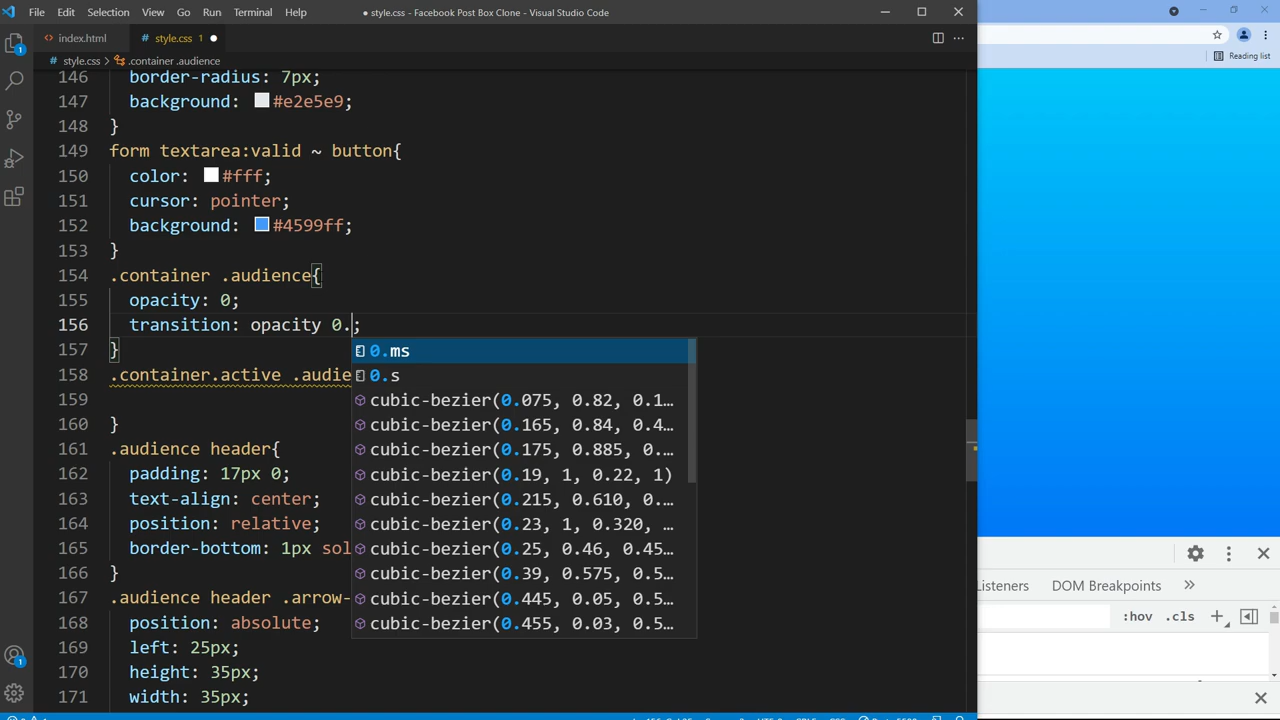 File Edit Selection View Go Run Terminal Help ● style.css - Facebook Post Box Clone - Visual Studio Code
<> index.html # style.css 1 ●
# style.css > .container .audience
Reading list
146 border-radius: 7px;
147 background: #e2e5e9;
148 }
149 form textarea:valid ~ button{
150 color: #fff;
151 cursor: pointer;
152 background: #4599ff;
153 }
154 .container .audience{
155 opacity: 0;
156 transition: opacity 0.;
157 }
0.ms
158 .container.active .audie
0.s
159
cubic-bezier(0.075, 0.82, 0.1…
160 }
cubic-bezier(0.165, 0.84, 0.4…
161 .audience header{
cubic-bezier(0.175, 0.885, 0.…
162 padding: 17px 0;
cubic-bezier(0.19, 1, 0.22, 1)
163 text-align: center;
cubic-bezier(0.215, 0.610, 0.…
164 position: relative;
cubic-bezier(0.23, 1, 0.320, …
165 border-bottom: 1px sol
cubic-bezier(0.25, 0.46, 0.45…
166 }
cubic-bezier(0.39, 0.575, 0.5…
167 .audience header .arrow-
cubic-bezier(0.445, 0.05, 0.5…
168 position: absolute;
cubic-bezier(0.455, 0.03, 0.5…
169 left: 25px;
170 height: 35px;
171 width: 35px;
1
1
Listeners DOM Breakpoints »
:hov .cls +